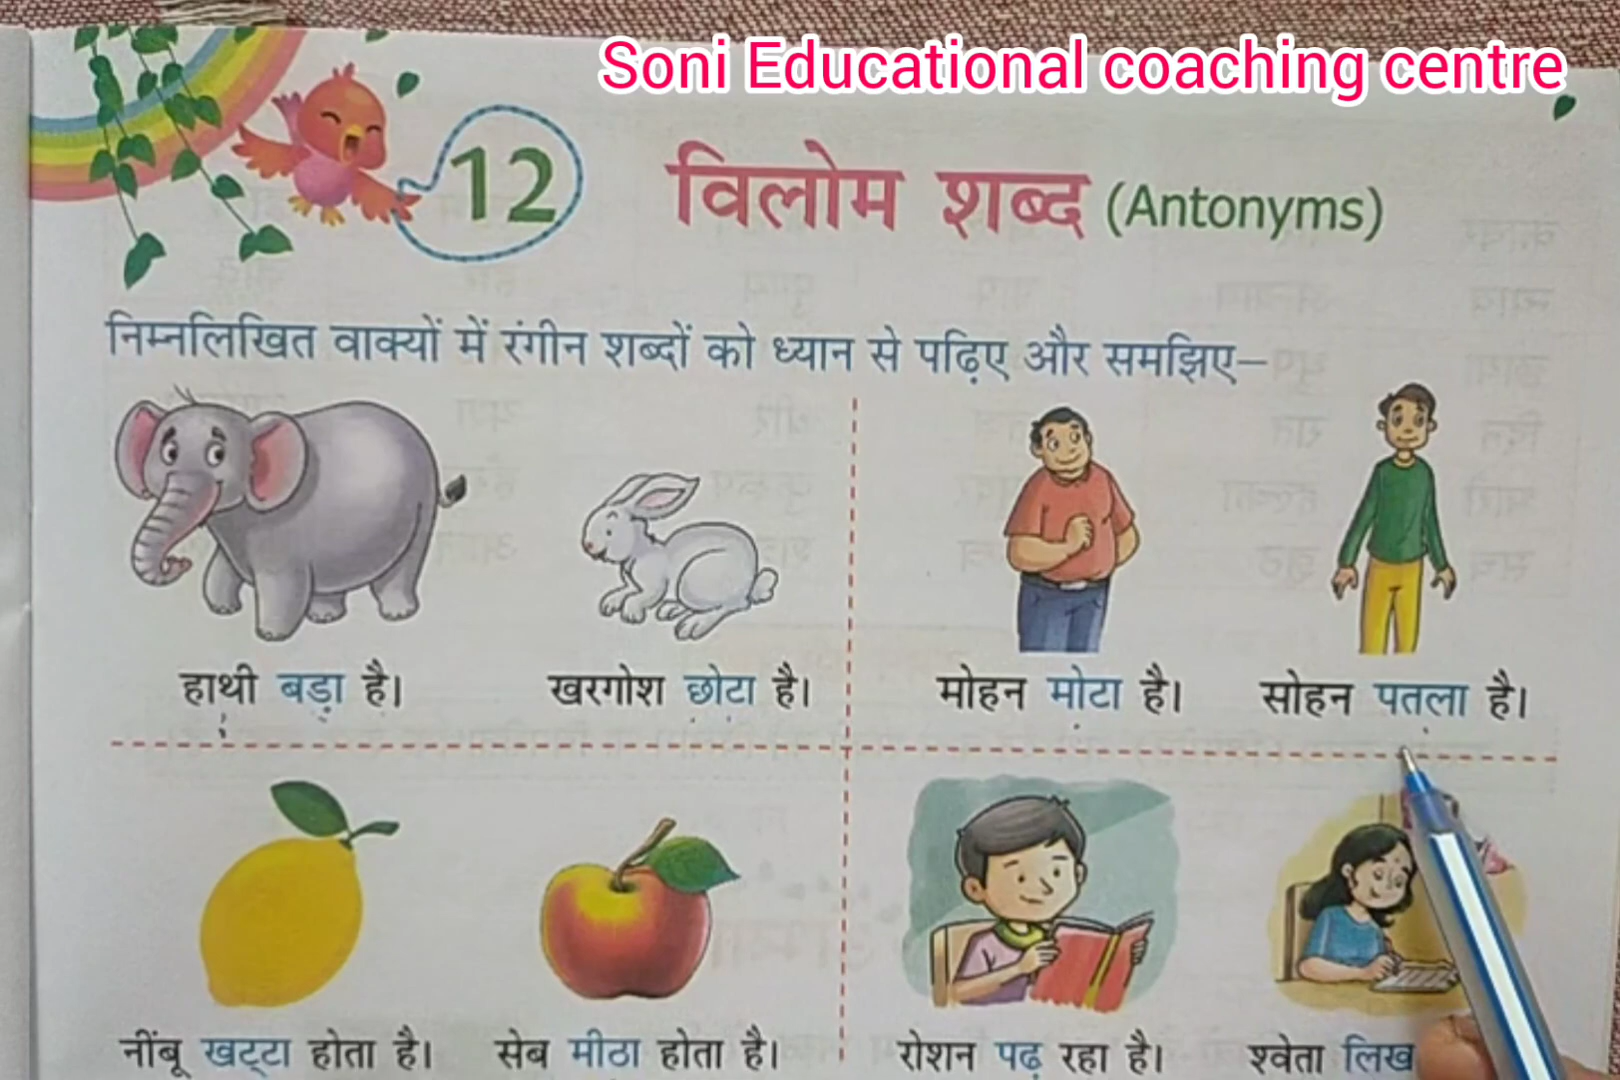 Soni Educational coaching centre
12 विलोम शब्द (Antonyms)
निम्नलिखित वाक्यों में रंगीन शब्दों को ध्यान से पढ़िए और समझिए–
हाथी बड़ा है। खरगोश छोटा है। मोहन मोटा है। सोहन पतला है।
नींबू खट्टा होता है। सेब मीठा होता है। रोशन पढ़ रहा है। श्वेता लिख